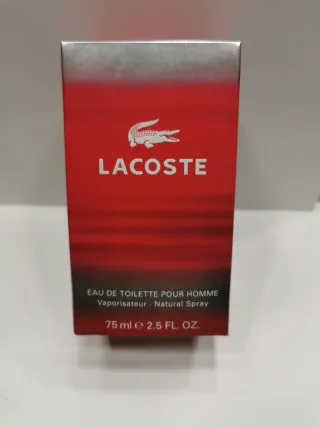 LACOSTE
EAU DE TOILETTE POUR HOMME
Vaporisateur - Natural Spray
75 ml ℮ 2.5 FL. OZ.